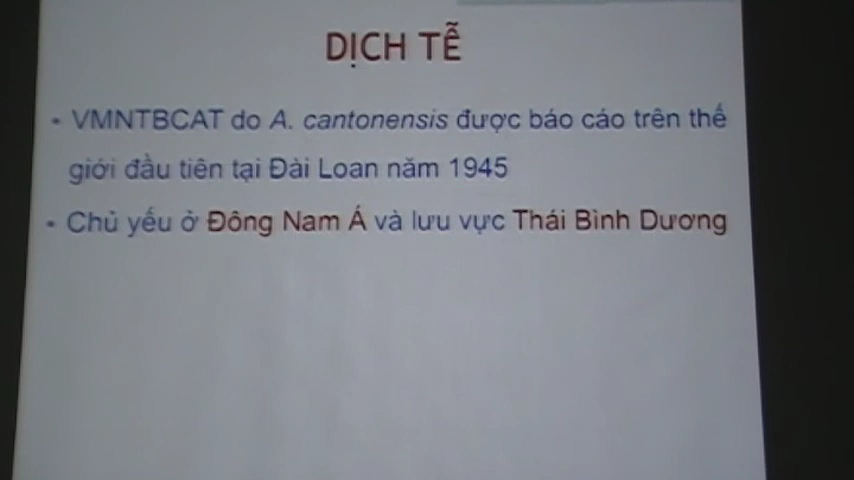 DỊCH TỄ
• VMNTBCAT do A. cantonensis được báo cáo trên thế
giới đầu tiên tại Đài Loan năm 1945
• Chủ yếu ở Đông Nam Á và lưu vực Thái Bình Dương